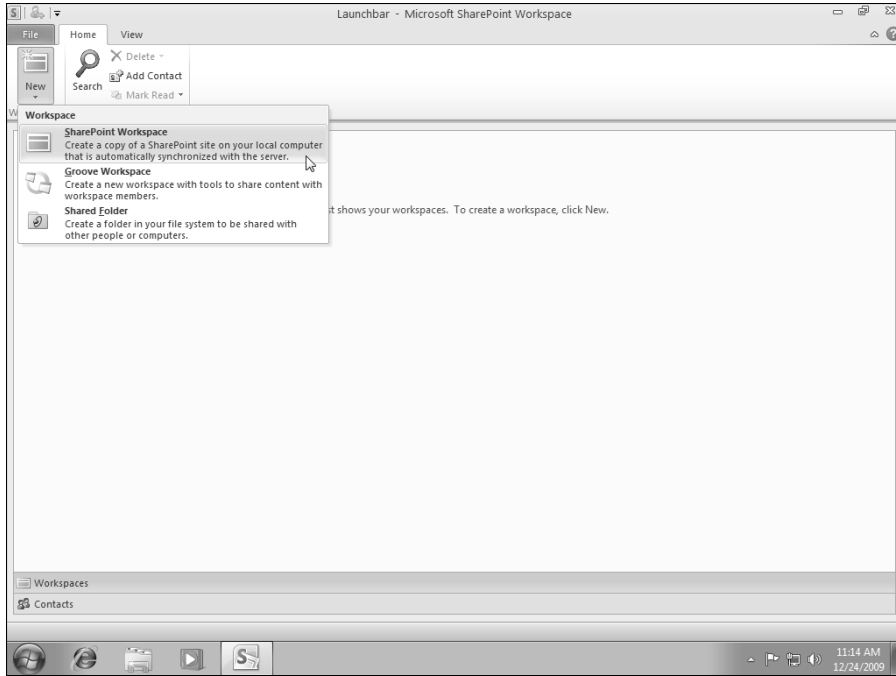 Launchbar - Microsoft SharePoint Workspace
File Home View
New
Search
Delete
Add Contact
Mark Read
W
Workspace
SharePoint Workspace
Create a copy of a SharePoint site on your local computer
that is automatically synchronized with the server.
Groove Workspace
Create a new workspace with tools to share content with
workspace members.
Shared Folder
Create a folder in your file system to be shared with
other people or computers.
st shows your workspaces. To create a workspace, click New.
Workspaces
Contacts
11:14 AM
12/24/2009